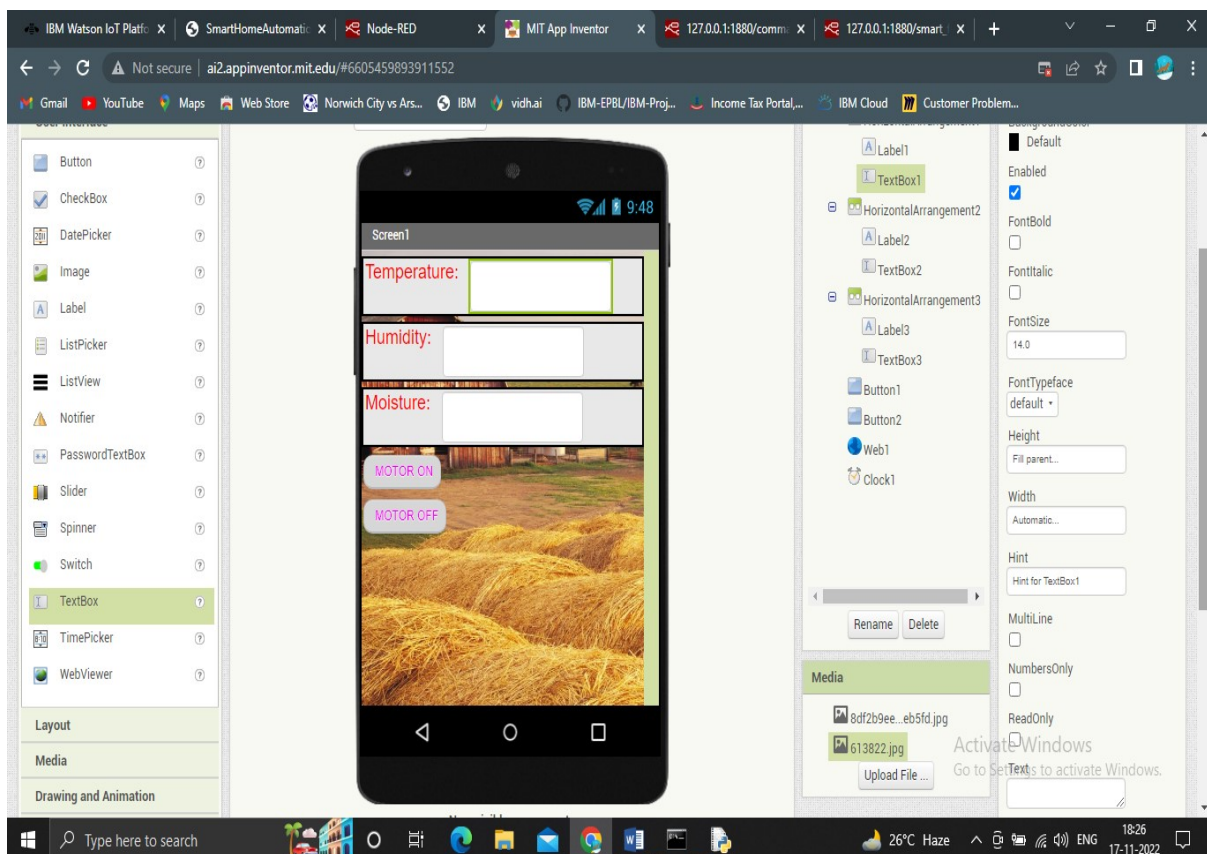 IBM Watson IoT Platfo
SmartHomeAutomatic
Node-RED
MIT App Inventor
127.0.0.1:1880/comma
127.0.0.1:1880/smart_
Not secure
ai2.appinventor.mit.edu/#6605459893911552
Gmail
YouTube
Maps
Web Store
Norwich City vs Ars...
IBM
vidh.ai
IBM-EPBL/IBM-Proj...
Income Tax Portal,...
IBM Cloud
Customer Problem...
User Interface
Button
CheckBox
DatePicker
Image
Label
ListPicker
ListView
Notifier
PasswordTextBox
Slider
Spinner
Switch
TextBox
TimePicker
WebViewer
Layout
Media
Drawing and Animation
9:48
Screen1
Temperature:
Humidity:
Moisture:
MOTOR ON
MOTOR OFF
HorizontalArrangement1
Label1
TextBox1
HorizontalArrangement2
Label2
TextBox2
HorizontalArrangement3
Label3
TextBox3
Button1
Button2
Web1
Clock1
Rename
Delete
Media
8df2b9ee...eb5fd.jpg
613822.jpg
Upload File ...
BackgroundColor
Default
Enabled
FontBold
FontItalic
FontSize
14.0
FontTypeface
default
Height
Fill parent...
Width
Automatic...
Hint
Hint for TextBox1
MultiLine
NumbersOnly
ReadOnly
Text
Activate Windows
Go to Settings to activate Windows.
Type here to search
26°C Haze
ENG
18:26
17-11-2022